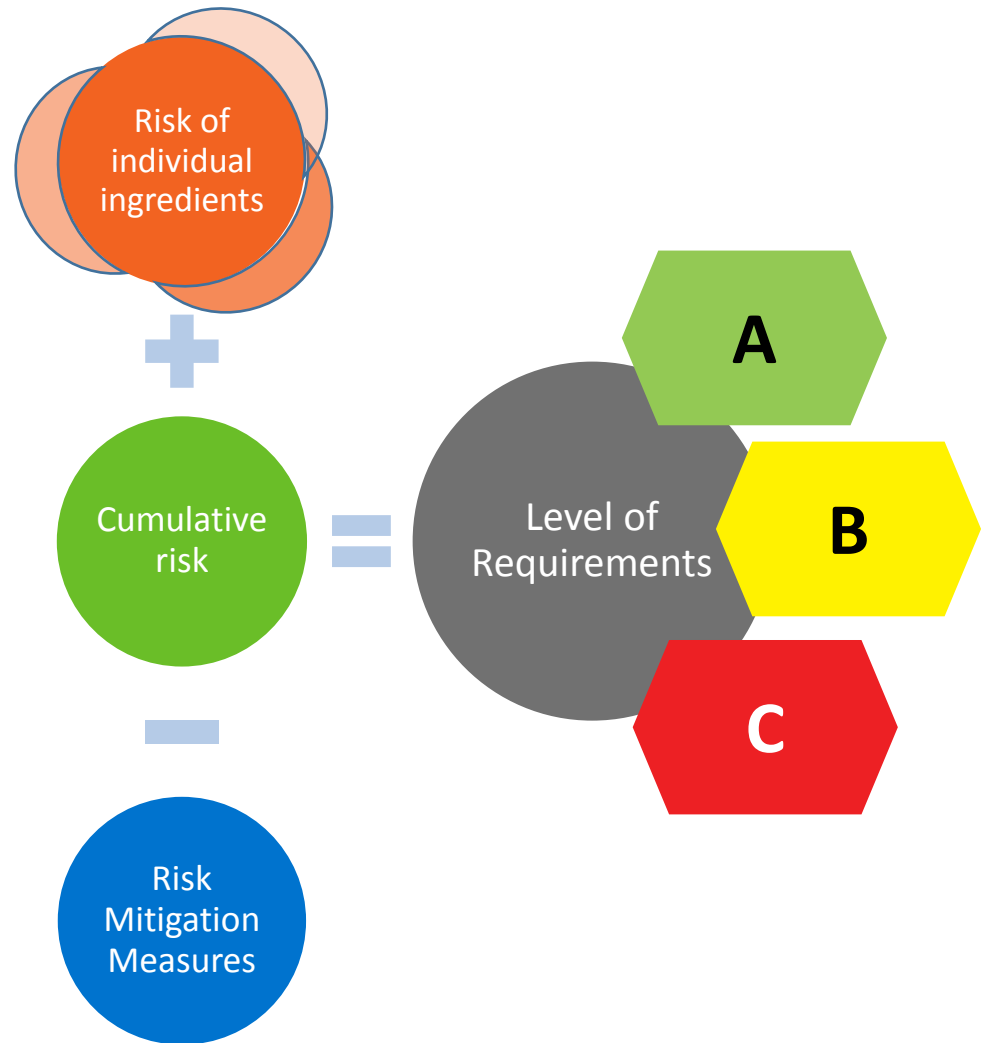 Risk of
individual
ingredients
Cumulative
risk
Risk
Mitigation
Measures
Level of
Requirements
A
B
C